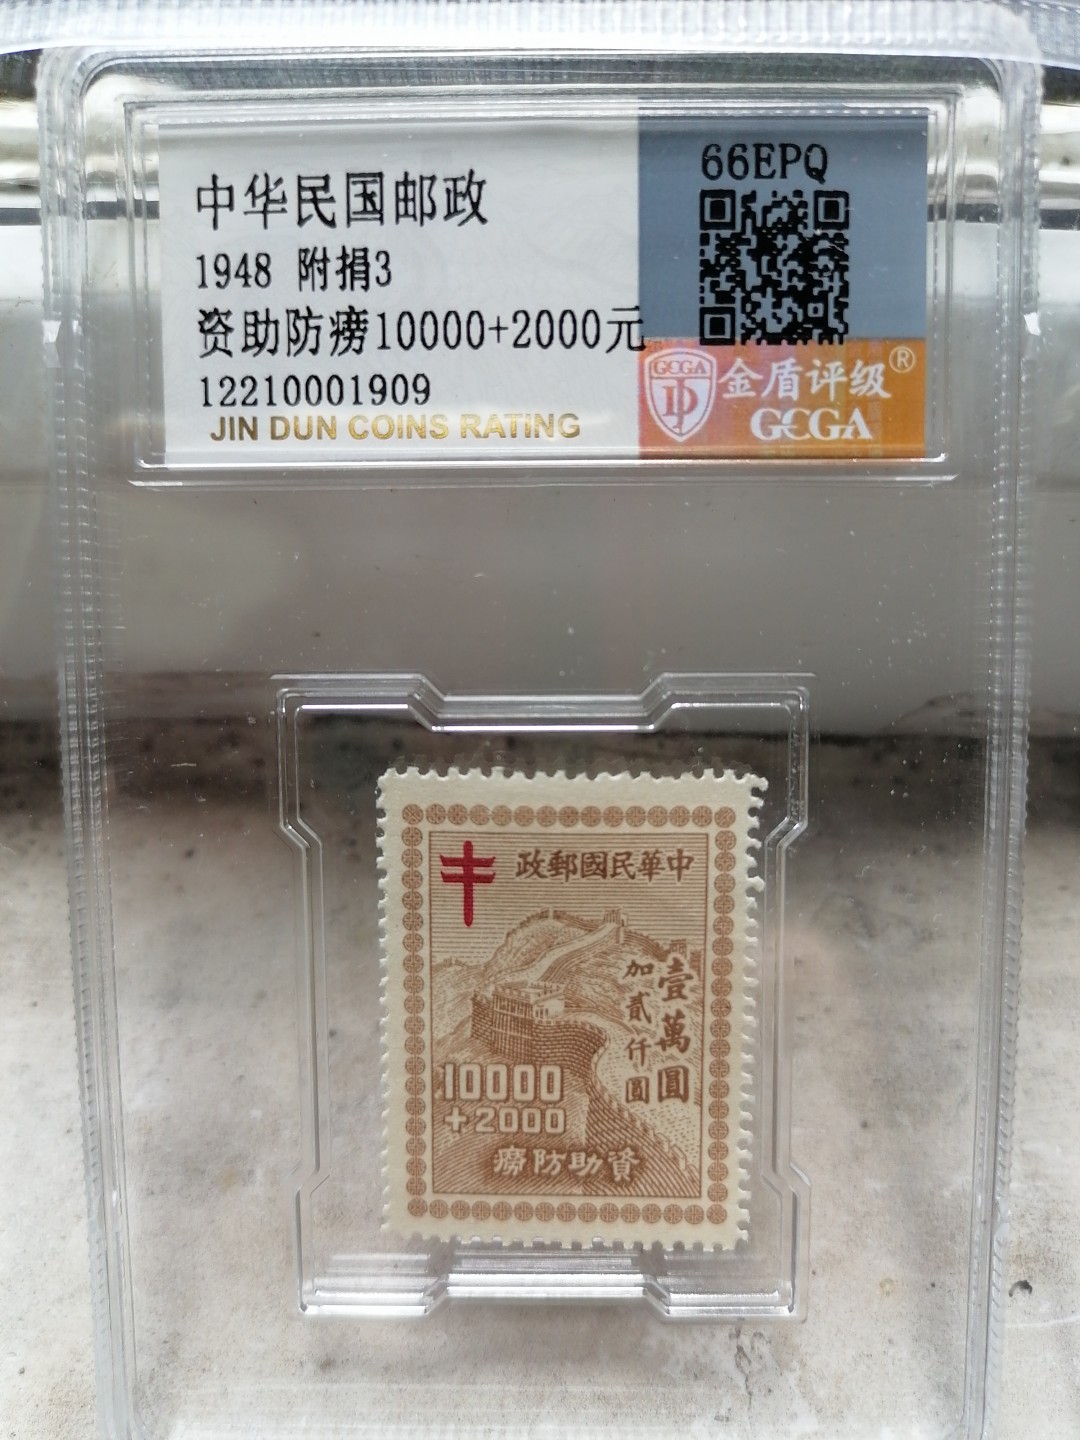 中华民国邮政
1948 附捐3
资助防痨10000+2000元
12210001909
JIN DUN COINS RATING
66EPQ
GCGA
金盾评级®
GCGA
政郵國民華中
壹萬圓
加貳仟圓
10000
+2000
癆防助資